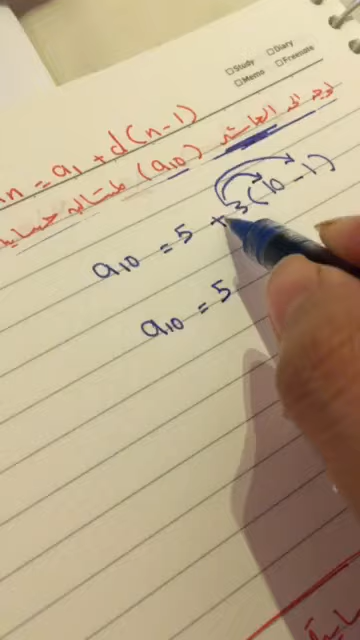 Study Diary
Memo Freenote
n = a₁ + d(n-1)
أوجد الحد العاشر (a₁₀) لمتتالية حسابية
a₁₀ = 5 + 3(10-1)
a₁₀ = 5